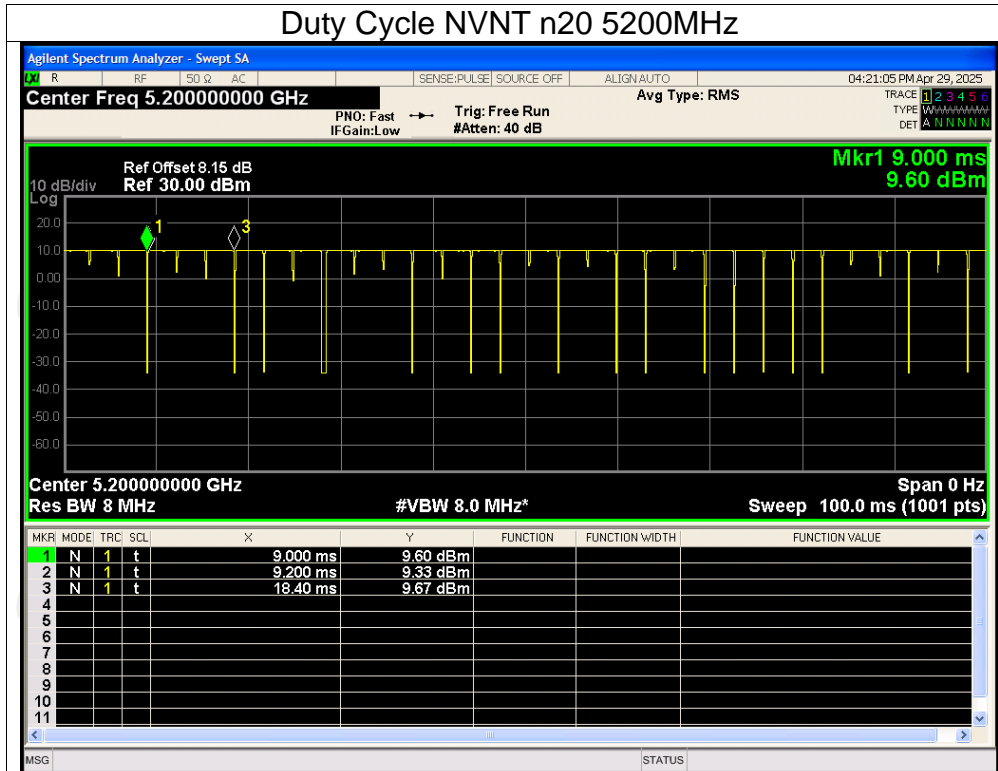 Duty Cycle NVNT n20 5200MHz
Agilent Spectrum Analyzer - Swept SA
LXI R RF 50 Ω AC SENSE:PULSE SOURCE OFF ALIGN AUTO 04:21:05 PM Apr 29, 2025
Center Freq 5.200000000 GHz
PNO: Fast
IFGain:Low
Trig: Free Run
#Atten: 40 dB
Avg Type: RMS
TRACE 1 2 3 4 5 6
TYPE WWWWWW
DET A N N N N N
Mkr1 9.000 ms
9.60 dBm
Ref Offset 8.15 dB
10 dB/div Ref 30.00 dBm
Log
20.0
10.0
0.00
-10.0
-20.0
-30.0
-40.0
-50.0
-60.0
1
3
Center 5.200000000 GHz Span 0 Hz
Res BW 8 MHz #VBW 8.0 MHz* Sweep 100.0 ms (1001 pts)
MKR MODE TRC SCL X Y FUNCTION FUNCTION WIDTH FUNCTION VALUE
1 N 1 t 9.000 ms 9.60 dBm
2 N 1 t 9.200 ms 9.33 dBm
3 N 1 t 18.40 ms 9.67 dBm
4
5
6
7
8
9
10
11
MSG STATUS